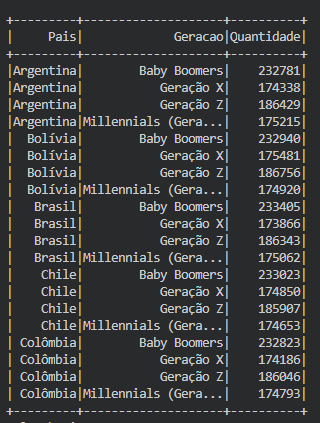 +---------+--------------------+----------+
|     Pais|             Geracao|Quantidade|
+---------+--------------------+----------+
|Argentina|        Baby Boomers|    232781|
|Argentina|           Geração X|    174338|
|Argentina|           Geração Z|    186429|
|Argentina|Millennials (Gera...|    175215|
|  Bolívia|        Baby Boomers|    232940|
|  Bolívia|           Geração X|    175481|
|  Bolívia|           Geração Z|    186756|
|  Bolívia|Millennials (Gera...|    174920|
|   Brasil|        Baby Boomers|    233405|
|   Brasil|           Geração X|    173866|
|   Brasil|           Geração Z|    186343|
|   Brasil|Millennials (Gera...|    175062|
|    Chile|        Baby Boomers|    233023|
|    Chile|           Geração X|    174850|
|    Chile|           Geração Z|    185907|
|    Chile|Millennials (Gera...|    174653|
| Colômbia|        Baby Boomers|    232823|
| Colômbia|           Geração X|    174186|
| Colômbia|           Geração Z|    186046|
| Colômbia|Millennials (Gera...|    174793|
+---------+--------------------+----------+